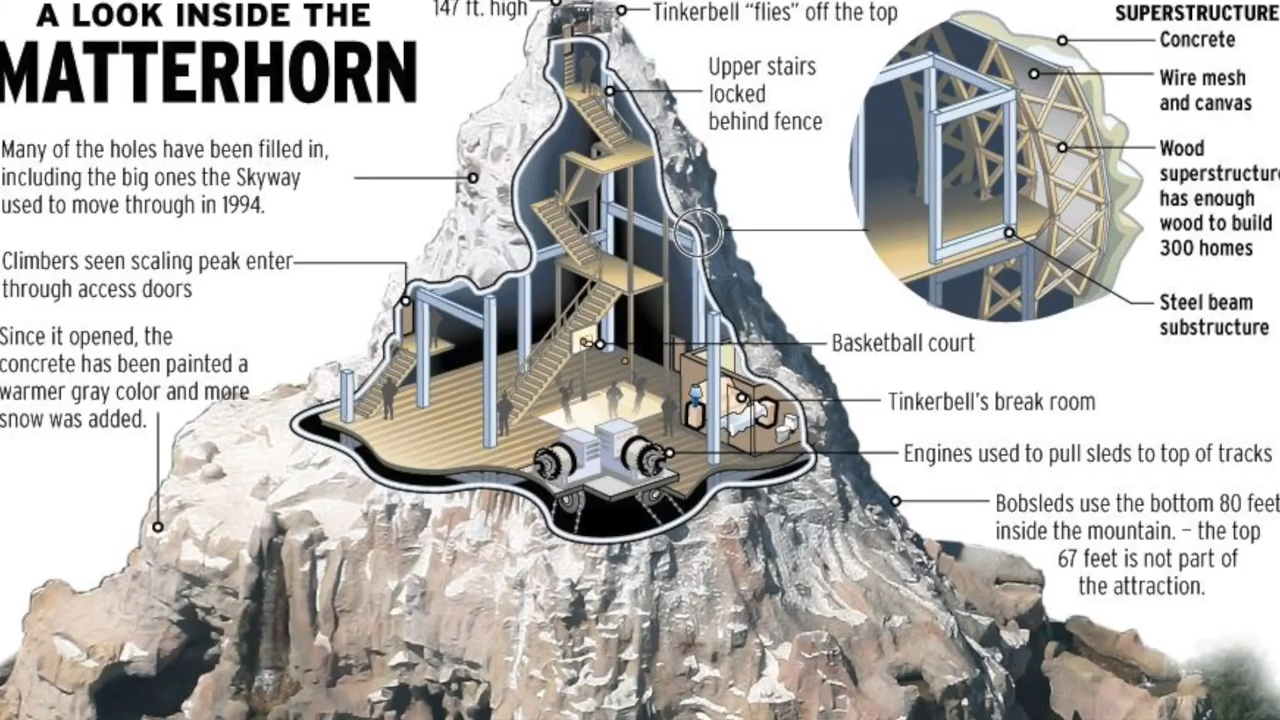 A LOOK INSIDE THE
MATTERHORN
147 ft. high
Tinkerbell “flies” off the top
Upper stairs
locked
behind fence
Many of the holes have been filled in,
including the big ones the Skyway
used to move through in 1994.
Climbers seen scaling peak enter
through access doors
Since it opened, the
concrete has been painted a
warmer gray color and more
snow was added.
SUPERSTRUCTURE
Concrete
Wire mesh
and canvas
Wood
superstructure
has enough
wood to build
300 homes
Steel beam
substructure
Basketball court
Tinkerbell’s break room
Engines used to pull sleds to top of tracks
Bobsleds use the bottom 80 feet
inside the mountain. – the top
67 feet is not part of
the attraction.